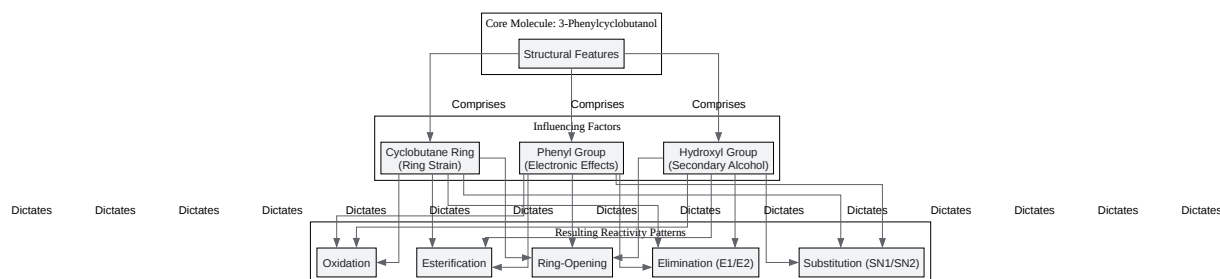 Core Molecule: 3-Phenylcyclobutanol
Structural Features
Comprises Comprises Comprises
Influencing Factors
Cyclobutane Ring
(Ring Strain)
Phenyl Group
(Electronic Effects)
Hydroxyl Group
(Secondary Alcohol)
Dictates Dictates Dictates Dictates Dictates Dictates Dictates Dictates Dictates Dictates Dictates Dictates Dictates Dictates Dictates
Resulting Reactivity Patterns
Oxidation
Esterification
Ring-Opening
Elimination (E1/E2)
Substitution (SN1/SN2)